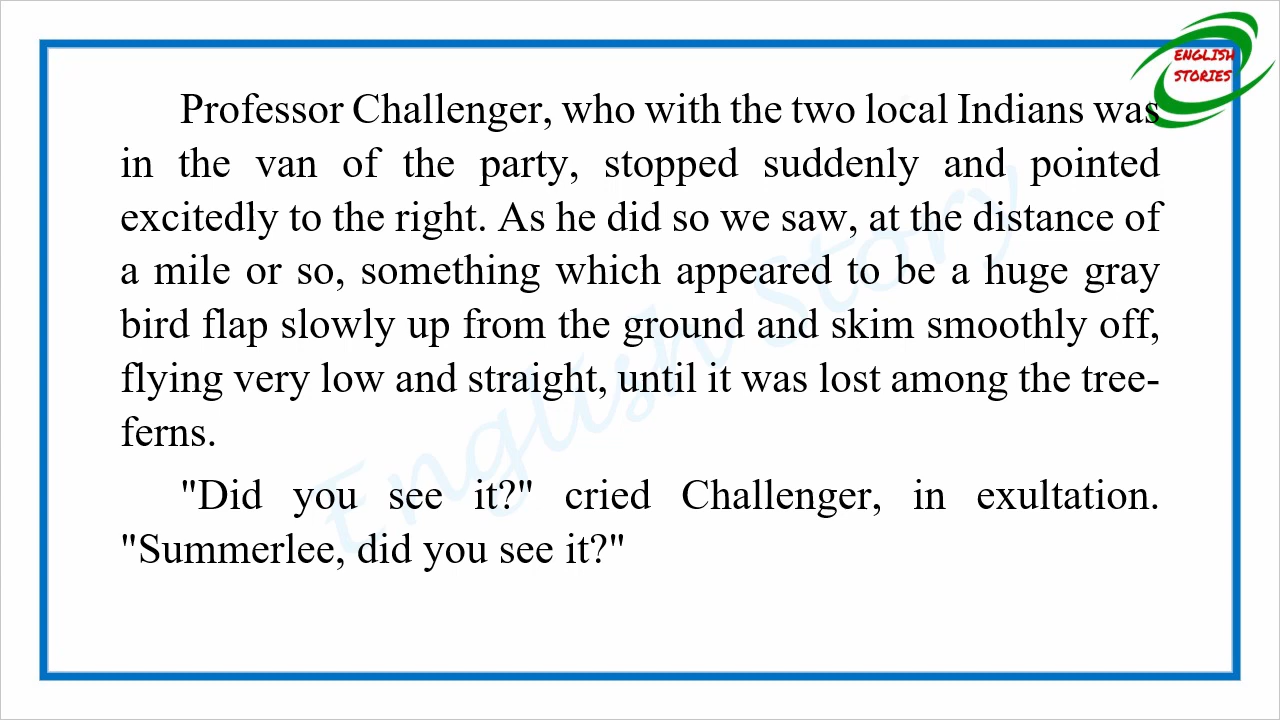 ENGLISH
STORIES
Professor Challenger, who with the two local Indians was
in the van of the party, stopped suddenly and pointed
excitedly to the right. As he did so we saw, at the distance of
a mile or so, something which appeared to be a huge gray
bird flap slowly up from the ground and skim smoothly off,
flying very low and straight, until it was lost among the tree-
ferns.
"Did you see it?" cried Challenger, in exultation.
"Summerlee, did you see it?"
English Story